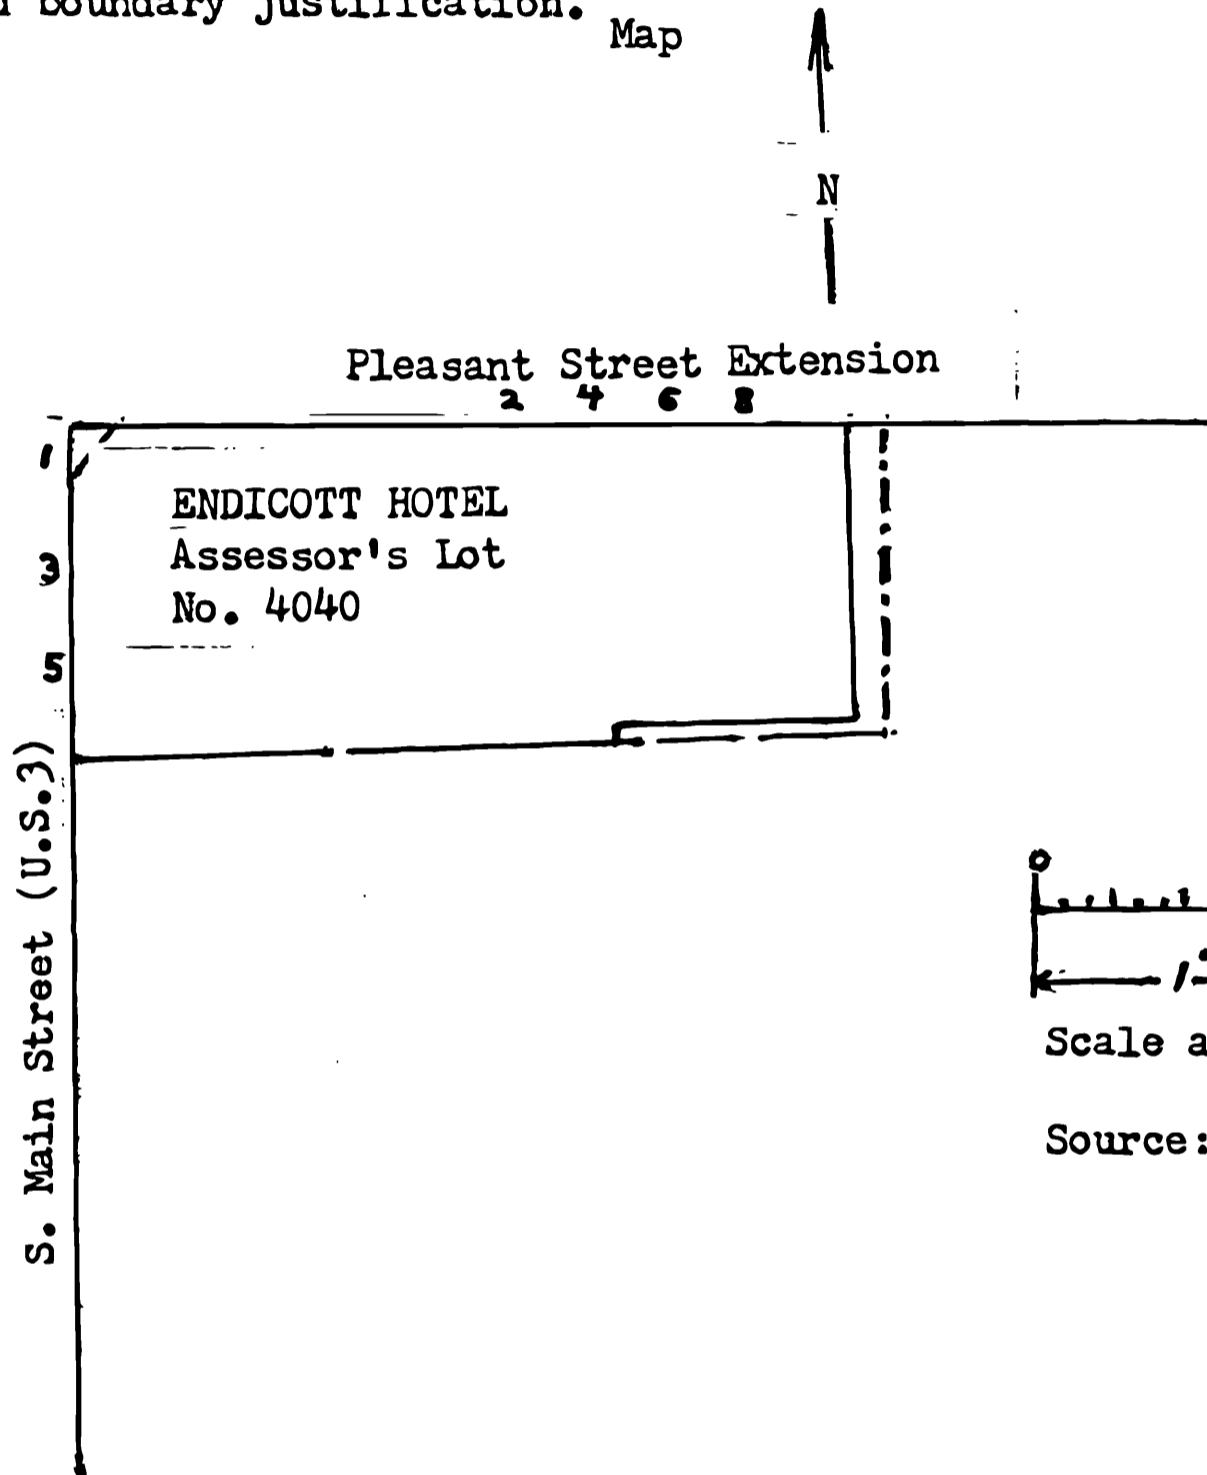 boundary justification.
Map
N
Pleasant Street Extension
2 4 6 8
1
3
5
ENDICOTT HOTEL
Assessor's Lot
No. 4040
S. Main Street (U.S.3)
0
Scale
Source: